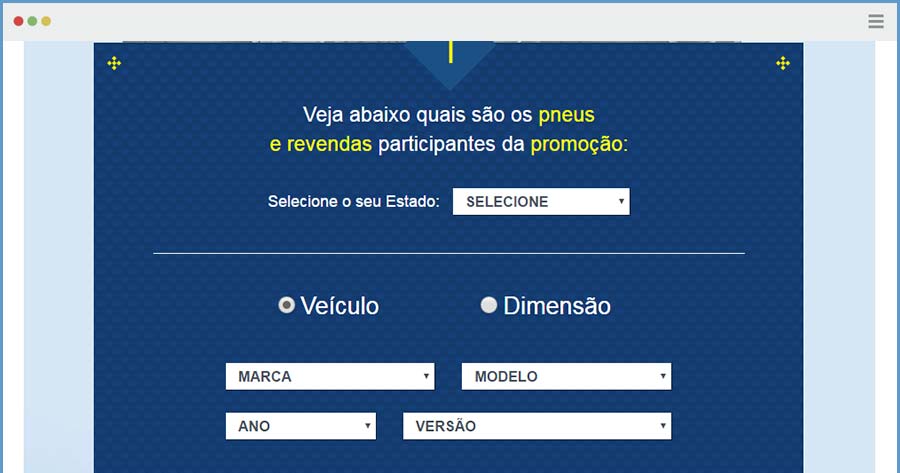 Veja abaixo quais são os pneus
e revendas participantes da promoção:
Selecione o seu Estado: SELECIONE
Veículo Dimensão
MARCA MODELO
ANO VERSÃO